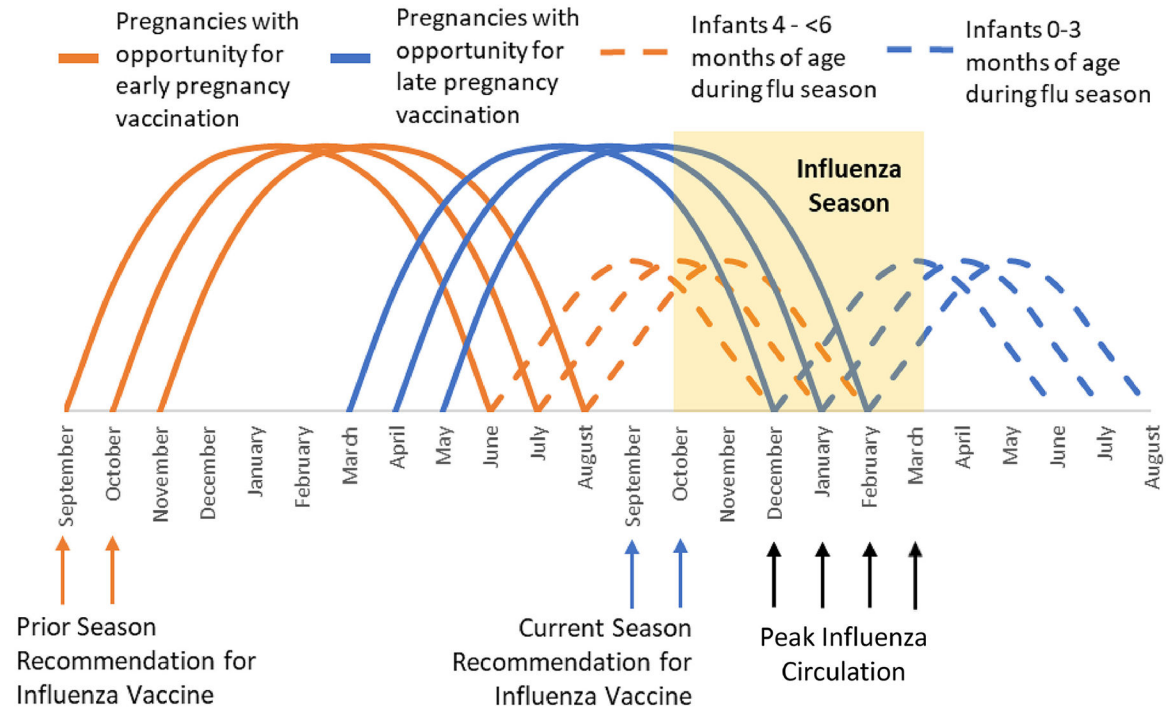 Pregnancies with
opportunity for
early pregnancy
vaccination
Pregnancies with
opportunity for
late pregnancy
vaccination
Infants 4 - <6
months of age
during flu season
Infants 0-3
months of age
during flu season
Influenza
Season
September
October
November
December
January
February
March
April
May
June
July
August
September
October
November
December
January
February
March
April
May
June
July
August
Prior Season
Recommendation for
Influenza Vaccine
Current Season
Recommendation for
Influenza Vaccine
Peak Influenza
Circulation